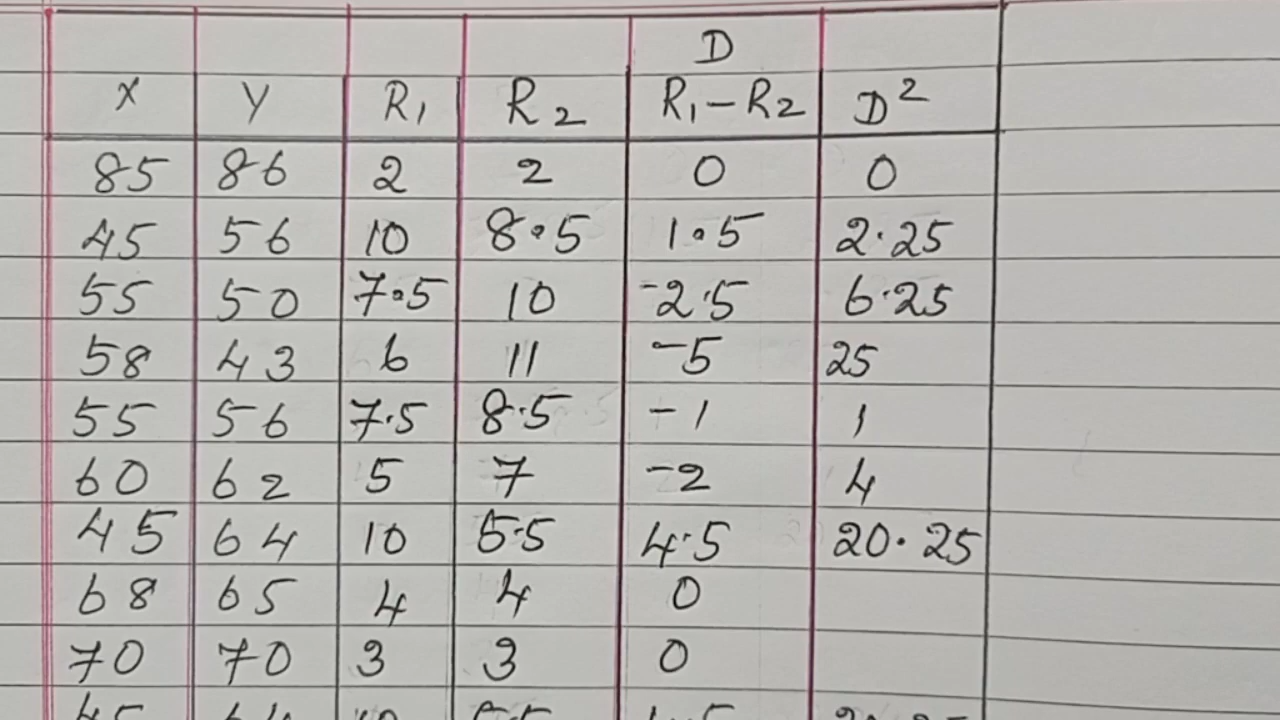 D
X Y R1 R2 R1-R2 D2
85 86 2 2 0 0
45 56 10 8.5 1.5 2.25
55 50 7.5 10 -2.5 6.25
58 43 6 11 -5 25
55 56 7.5 8.5 -1 1
60 62 5 7 -2 4
45 64 10 5.5 4.5 20.25
68 65 4 4 0
70 70 3 3 0